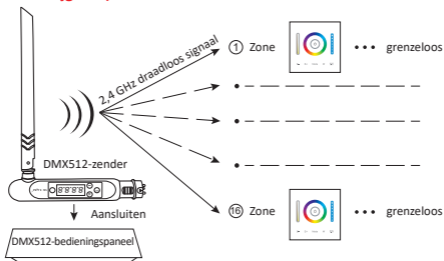 2,4 GHz draadloos signaal
① Zone ••• grenzeloos
DMX512-zender
Aansluiten
DMX512-bedieningspaneel
⑯ Zone ••• grenzeloos